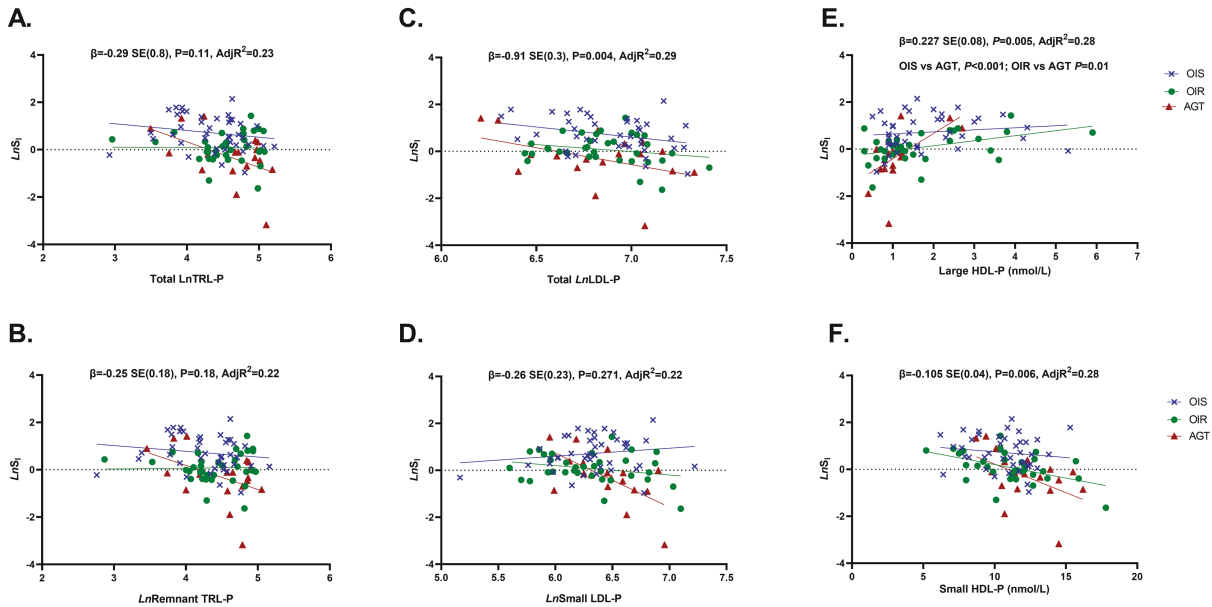 A.
β=-0.29 SE(0.8), P=0.11, AdjR²=0.23
LnSI
4
2
0
-2
-4
2
3
4
5
6
Total LnTRL-P
C.
β=-0.91 SE(0.3), P=0.004, AdjR²=0.29
LnSI
4
2
0
-2
-4
6.0
6.5
7.0
7.5
Total LnLDL-P
E.
β=0.227 SE(0.08), P=0.005, AdjR²=0.28
OIS vs AGT, P<0.001; OIR vs AGT P=0.01
LnSI
4
2
0
-2
-4
0
1
2
3
4
5
6
7
Large HDL-P (nmol/L)
OIS
OIR
AGT
B.
β=-0.25 SE(0.18), P=0.18, AdjR²=0.22
LnSI
4
2
0
-2
-4
2
3
4
5
6
LnRemnant TRL-P
D.
β=-0.26 SE(0.23), P=0.271, AdjR²=0.22
LnSI
4
2
0
-2
-4
5.0
5.5
6.0
6.5
7.0
7.5
LnSmall LDL-P
F.
β=-0.105 SE(0.04), P=0.006, AdjR²=0.28
LnSI
4
2
0
-2
-4
0
5
10
15
20
Small HDL-P (nmol/L)
OIS
OIR
AGT